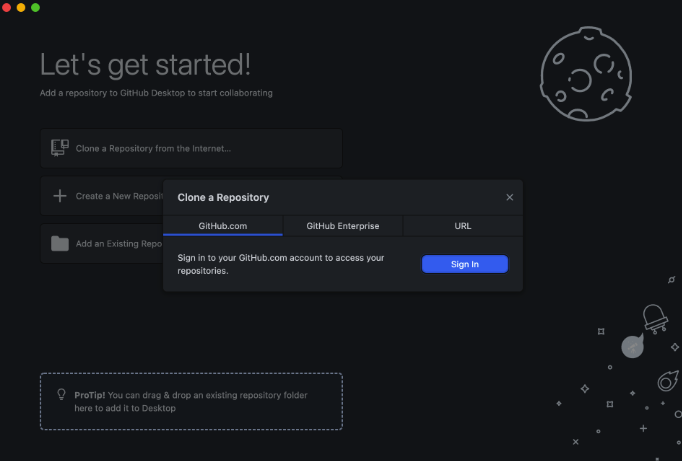 Let's get started!
Add a repository to GitHub Desktop to start collaborating
Clone a Repository from the Internet...
Create a New Reposit
Add an Existing Repo
Clone a Repository
GitHub.com
GitHub Enterprise
URL
Sign in to your GitHub.com account to access your
repositories.
Sign In
ProTip! You can drag & drop an existing repository folder
here to add it to Desktop